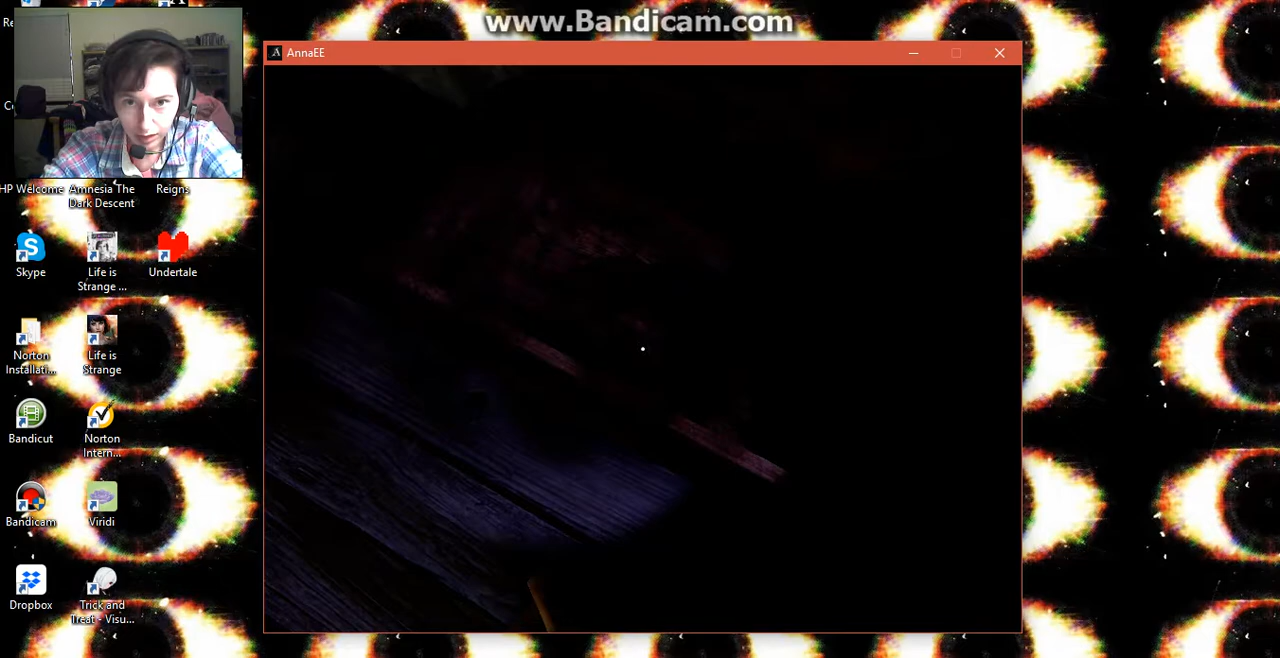 www.Bandicam.com
AnnaEE
HP Welcome
Amnesia The
Dark Descent
Reigns
Skype
Life is
Strange ...
Undertale
Norton
Installati...
Life is
Strange
Bandicut
Norton
Intern...
Bandicam
Viridi
Dropbox
Trick and
Treat - Visu...